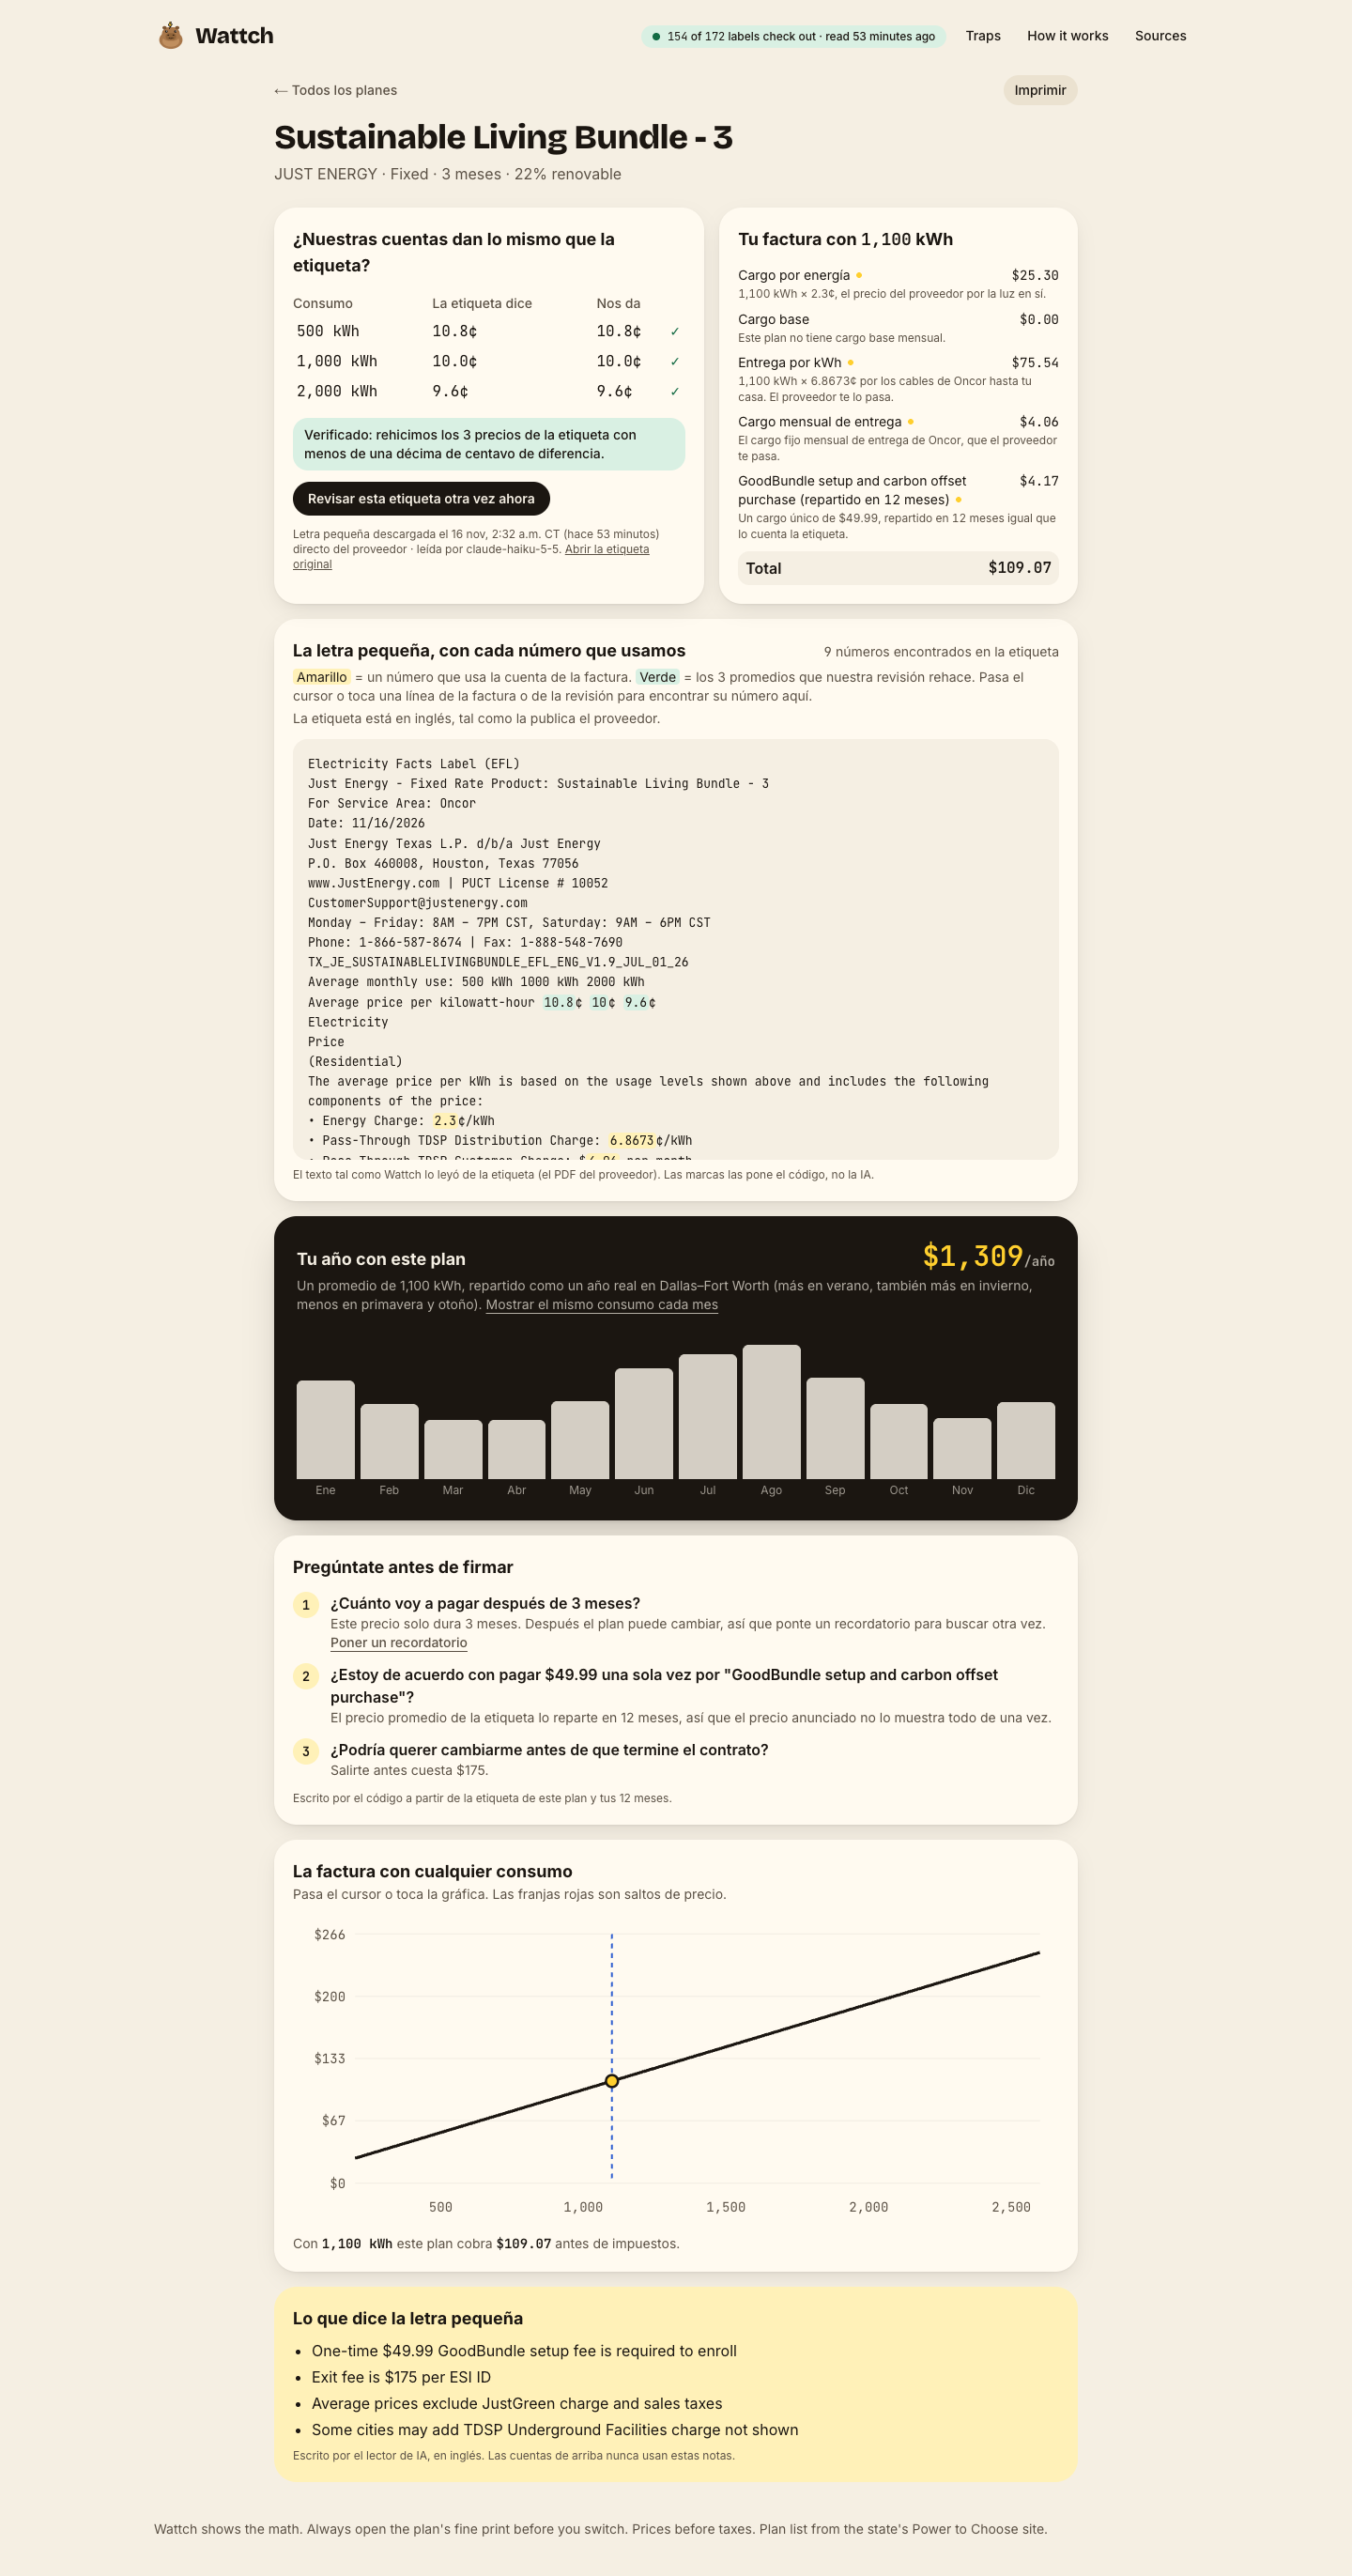 Wattch
154 of 172 labels check out · read 53 minutes ago
Traps
How it works
Sources
← Todos los planes
Imprimir
Sustainable Living Bundle - 3
JUST ENERGY · Fixed · 3 meses · 22% renovable
¿Nuestras cuentas dan lo mismo que la
etiqueta?
Consumo La etiqueta dice Nos da
500 kWh 10.8¢ 10.8¢ ✓
1,000 kWh 10.0¢ 10.0¢ ✓
2,000 kWh 9.6¢ 9.6¢ ✓
Verificado: rehicimos los 3 precios de la etiqueta con
menos de una décima de centavo de diferencia.
Revisar esta etiqueta otra vez ahora
Letra pequeña descargada el 16 nov, 2:32 a.m. CT (hace 53 minutos)
directo del proveedor · leída por claude-haiku-5-5. Abrir la etiqueta
original
Tu factura con 1,100 kWh
Cargo por energía $25.30
1,100 kWh × 2.3¢, el precio del proveedor por la luz en sí.
Cargo base $0.00
Este plan no tiene cargo base mensual.
Entrega por kWh $75.54
1,100 kWh × 6.8673¢ por los cables de Oncor hasta tu
casa. El proveedor te lo pasa.
Cargo mensual de entrega $4.06
El cargo fijo mensual de entrega de Oncor, que el proveedor
te pasa.
GoodBundle setup and carbon offset $4.17
purchase (repartido en 12 meses)
Un cargo único de $49.99, repartido en 12 meses igual que
lo cuenta la etiqueta.
Total $109.07
La letra pequeña, con cada número que usamos
9 números encontrados en la etiqueta
Amarillo = un número que usa la cuenta de la factura. Verde = los 3 promedios que nuestra revisión rehace. Pasa el
cursor o toca una línea de la factura o de la revisión para encontrar su número aquí.
La etiqueta está en inglés, tal como la publica el proveedor.
Electricity Facts Label (EFL)
Just Energy - Fixed Rate Product: Sustainable Living Bundle - 3
For Service Area: Oncor
Date: 11/16/2026
Just Energy Texas L.P. d/b/a Just Energy
P.O. Box 460008, Houston, Texas 77056
www.JustEnergy.com | PUCT License # 10052
CustomerSupport@justenergy.com
Monday – Friday: 8AM – 7PM CST, Saturday: 9AM – 6PM CST
Phone: 1-866-587-8674 | Fax: 1-888-548-7690
TX_JE_SUSTAINABLELIVINGBUNDLE_EFL_ENG_V1.9_JUL_01_26
Average monthly use: 500 kWh 1000 kWh 2000 kWh
Average price per kilowatt-hour 10.8¢ 10¢ 9.6¢
Electricity
Price
(Residential)
The average price per kWh is based on the usage levels shown above and includes the following
components of the price:
• Energy Charge: 2.3¢/kWh
• Pass-Through TDSP Distribution Charge: 6.8673¢/kWh
• Pass-Through TDSP Customer Charge: $4.06 per month
El texto tal como Wattch lo leyó de la etiqueta (el PDF del proveedor). Las marcas las pone el código, no la IA.
Tu año con este plan
$1,309/año
Un promedio de 1,100 kWh, repartido como un año real en Dallas–Fort Worth (más en verano, también más en invierno,
menos en primavera y otoño). Mostrar el mismo consumo cada mes
Ene Feb Mar Abr May Jun Jul Ago Sep Oct Nov Dic
Pregúntate antes de firmar
1 ¿Cuánto voy a pagar después de 3 meses?
Este precio solo dura 3 meses. Después el plan puede cambiar, así que ponte un recordatorio para buscar otra vez.
Poner un recordatorio
2 ¿Estoy de acuerdo con pagar $49.99 una sola vez por "GoodBundle setup and carbon offset
purchase"?
El precio promedio de la etiqueta lo reparte en 12 meses, así que el precio anunciado no lo muestra todo de una vez.
3 ¿Podría querer cambiarme antes de que termine el contrato?
Salirte antes cuesta $175.
Escrito por el código a partir de la etiqueta de este plan y tus 12 meses.
La factura con cualquier consumo
Pasa el cursor o toca la gráfica. Las franjas rojas son saltos de precio.
$266
$200
$133
$67
$0
500 1,000 1,500 2,000 2,500
Con 1,100 kWh este plan cobra $109.07 antes de impuestos.
Lo que dice la letra pequeña
• One-time $49.99 GoodBundle setup fee is required to enroll
• Exit fee is $175 per ESI ID
• Average prices exclude JustGreen charge and sales taxes
• Some cities may add TDSP Underground Facilities charge not shown
Escrito por el lector de IA, en inglés. Las cuentas de arriba nunca usan estas notas.
Wattch shows the math. Always open the plan's fine print before you switch. Prices before taxes. Plan list from the state's Power to Choose site.